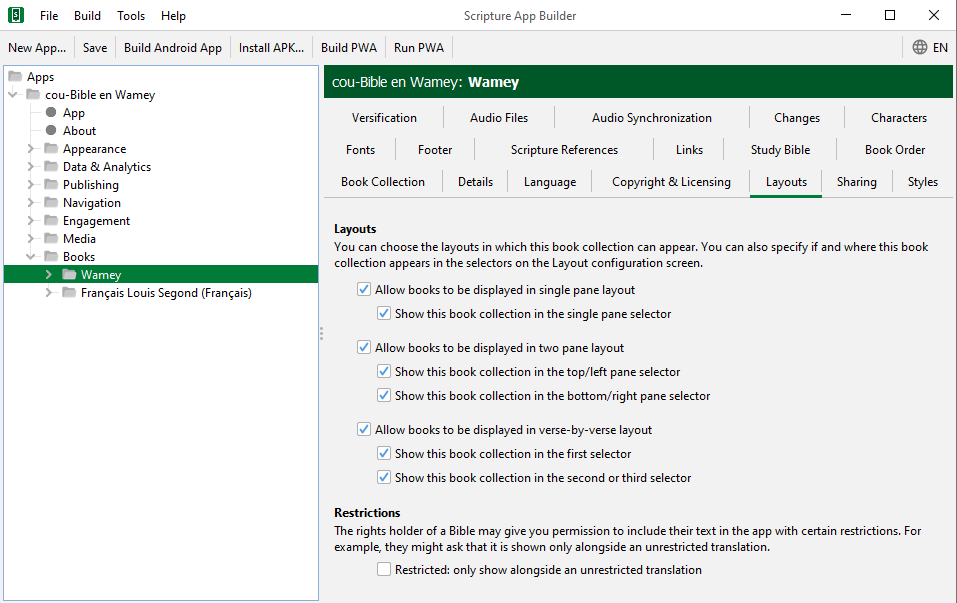 File Build Tools Help Scripture App Builder
New App... Save Build Android App Install APK... Build PWA Run PWA EN
Apps
cou-Bible en Wamey
App
About
Appearance
Data & Analytics
Publishing
Navigation
Engagement
Media
Books
Wamey
Français Louis Segond (Français)
cou-Bible en Wamey: Wamey
Versification Audio Files Audio Synchronization Changes Characters
Fonts Footer Scripture References Links Study Bible Book Order
Book Collection Details Language Copyright & Licensing Layouts Sharing Styles
Layouts
You can choose the layouts in which this book collection can appear. You can also specify if and where this book
collection appears in the selectors on the Layout configuration screen.
Allow books to be displayed in single pane layout
Show this book collection in the single pane selector
Allow books to be displayed in two pane layout
Show this book collection in the top/left pane selector
Show this book collection in the bottom/right pane selector
Allow books to be displayed in verse-by-verse layout
Show this book collection in the first selector
Show this book collection in the second or third selector
Restrictions
The rights holder of a Bible may give you permission to include their text in the app with certain restrictions. For
example, they might ask that it is shown only alongside an unrestricted translation.
Restricted: only show alongside an unrestricted translation